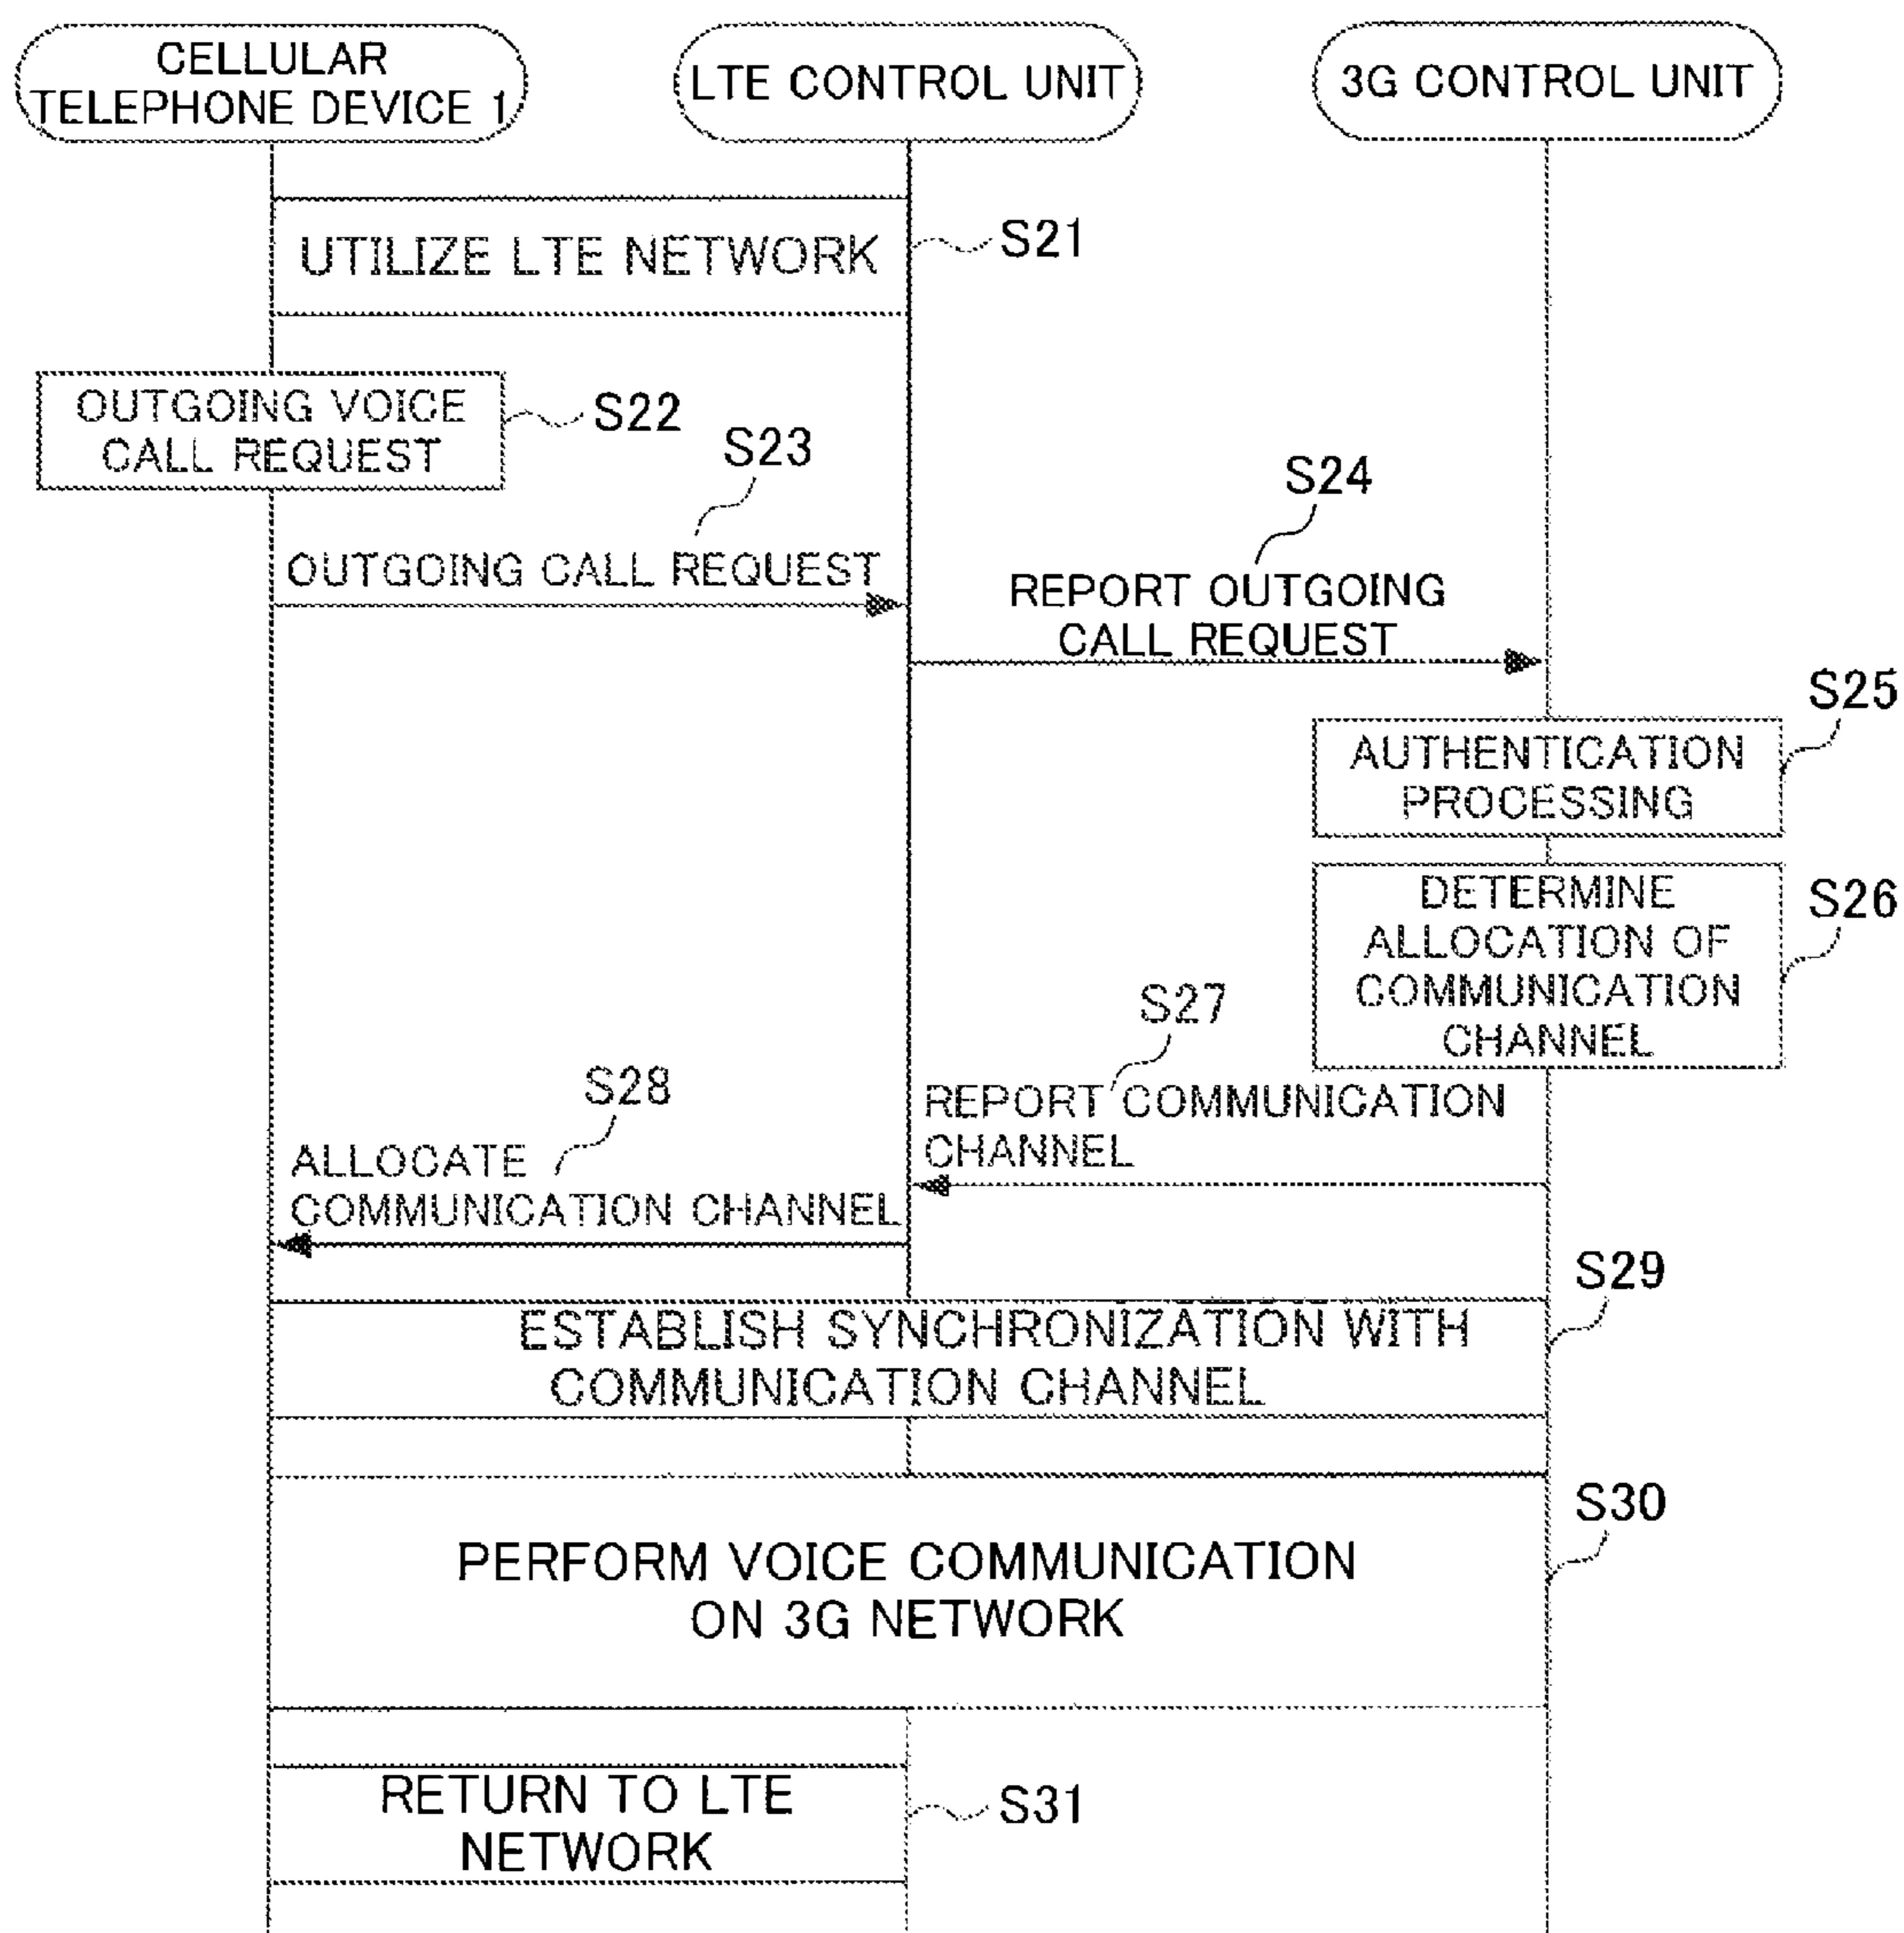 CELLULAR
TELEPHONE DEVICE 1
LTE CONTROL UNIT
3G CONTROL UNIT
UTILIZE LTE NETWORK
S21
OUTGOING VOICE
CALL REQUEST
S22
S23
OUTGOING CALL REQUEST
S24
REPORT OUTGOING
CALL REQUEST
S25
AUTHENTICATION
PROCESSING
S26
DETERMINE
ALLOCATION OF
COMMUNICATION
CHANNEL
S27
REPORT COMMUNICATION
CHANNEL
S28
ALLOCATE
COMMUNICATION CHANNEL
S29
ESTABLISH SYNCHRONIZATION WITH
COMMUNICATION CHANNEL
S30
PERFORM VOICE COMMUNICATION
ON 3G NETWORK
RETURN TO LTE
NETWORK
S31